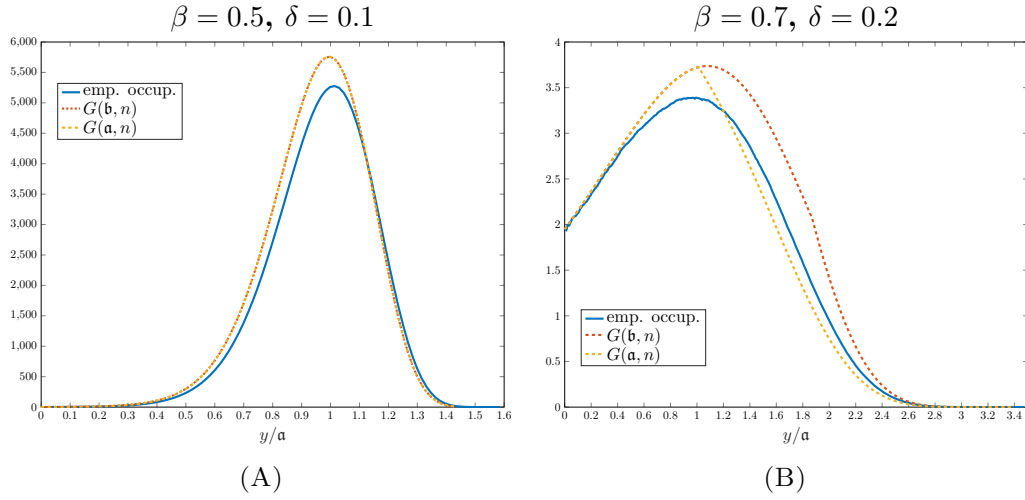 β = 0.5, δ = 0.1
6,000
5,500
5,000
4,500
4,000
3,500
3,000
2,500
2,000
1,500
1,000
500
0
emp. occup.
G(𝔟, n)
G(𝔞, n)
0 0.1 0.2 0.3 0.4 0.5 0.6 0.7 0.8 0.9 1 1.1 1.2 1.3 1.4 1.5 1.6
y/𝔞
(A)
β = 0.7, δ = 0.2
4
3.5
3
2.5
2
1.5
1
0.5
0
emp. occup.
G(𝔟, n)
G(𝔞, n)
0 0.2 0.4 0.6 0.8 1 1.2 1.4 1.6 1.8 2 2.2 2.4 2.6 2.8 3 3.2 3.4
y/𝔞
(B)